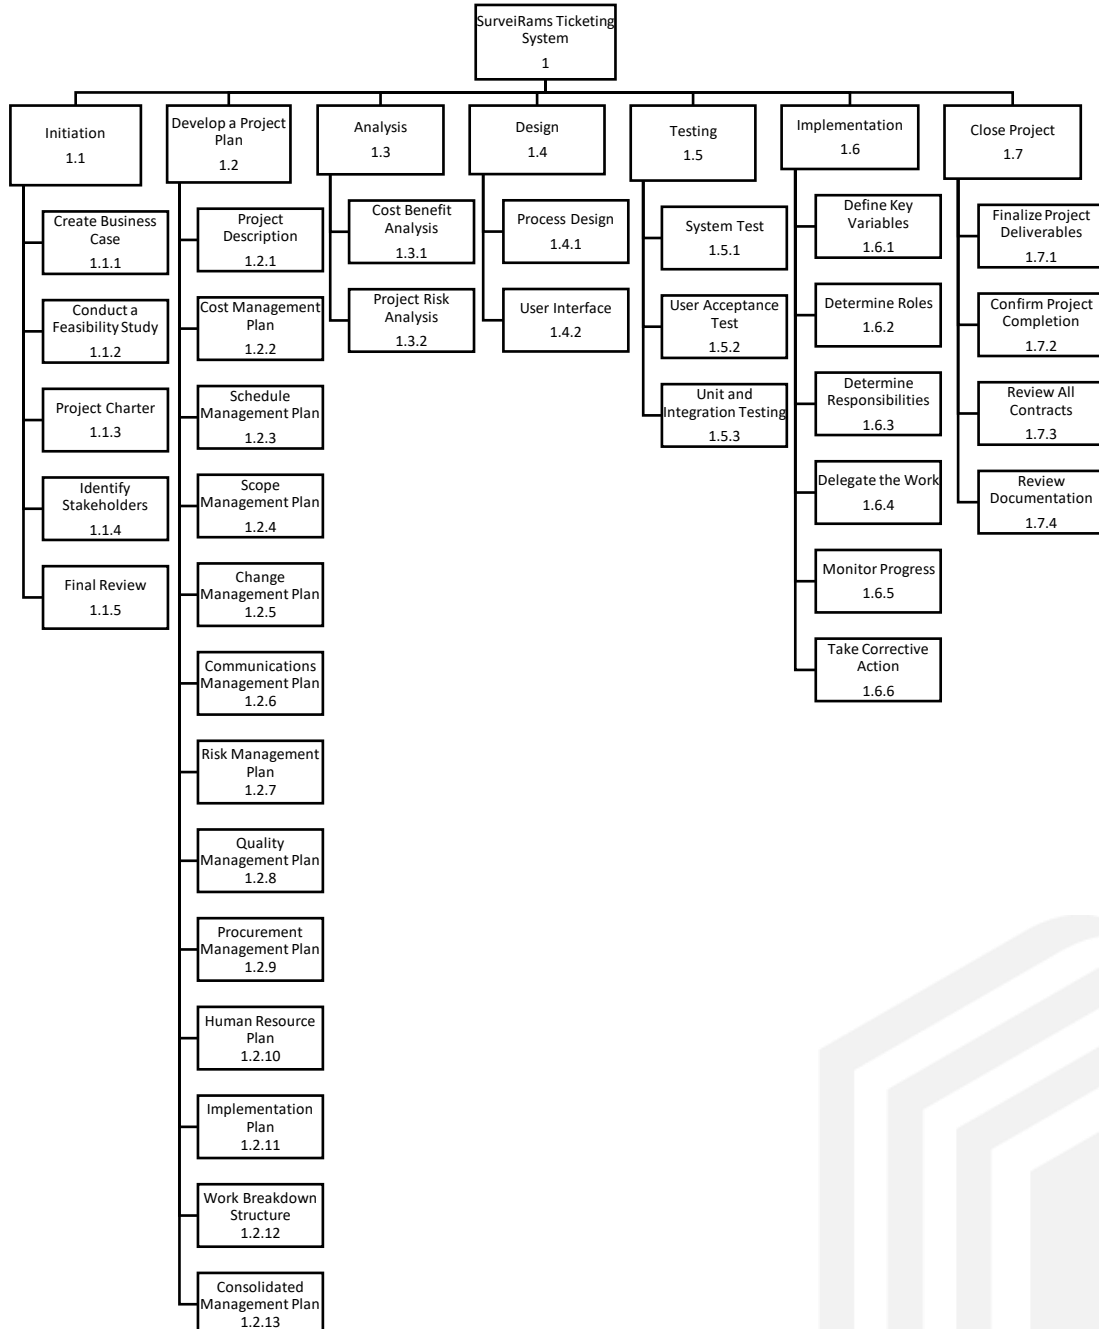 SurveiRams Ticketing
System
1
Initiation
1.1
Create Business
Case
1.1.1
Conduct a
Feasibility Study
1.1.2
Project Charter
1.1.3
Identify
Stakeholders
1.1.4
Final Review
1.1.5
Develop a Project
Plan
1.2
Project
Description
1.2.1
Cost Management
Plan
1.2.2
Schedule
Management Plan
1.2.3
Scope
Management Plan
1.2.4
Change
Management Plan
1.2.5
Communications
Management Plan
1.2.6
Risk Management
Plan
1.2.7
Quality
Management Plan
1.2.8
Procurement
Management Plan
1.2.9
Human Resource
Plan
1.2.10
Implementation
Plan
1.2.11
Work Breakdown
Structure
1.2.12
Consolidated
Management Plan
1.2.13
Analysis
1.3
Cost Benefit
Analysis
1.3.1
Project Risk
Analysis
1.3.2
Design
1.4
Process Design
1.4.1
User Interface
1.4.2
Testing
1.5
System Test
1.5.1
User Acceptance
Test
1.5.2
Unit and
Integration Testing
1.5.3
Implementation
1.6
Define Key
Variables
1.6.1
Determine Roles
1.6.2
Determine
Responsibilities
1.6.3
Delegate the Work
1.6.4
Monitor Progress
1.6.5
Take Corrective
Action
1.6.6
Close Project
1.7
Finalize Project
Deliverables
1.7.1
Confirm Project
Completion
1.7.2
Review All
Contracts
1.7.3
Review
Documentation
1.7.4